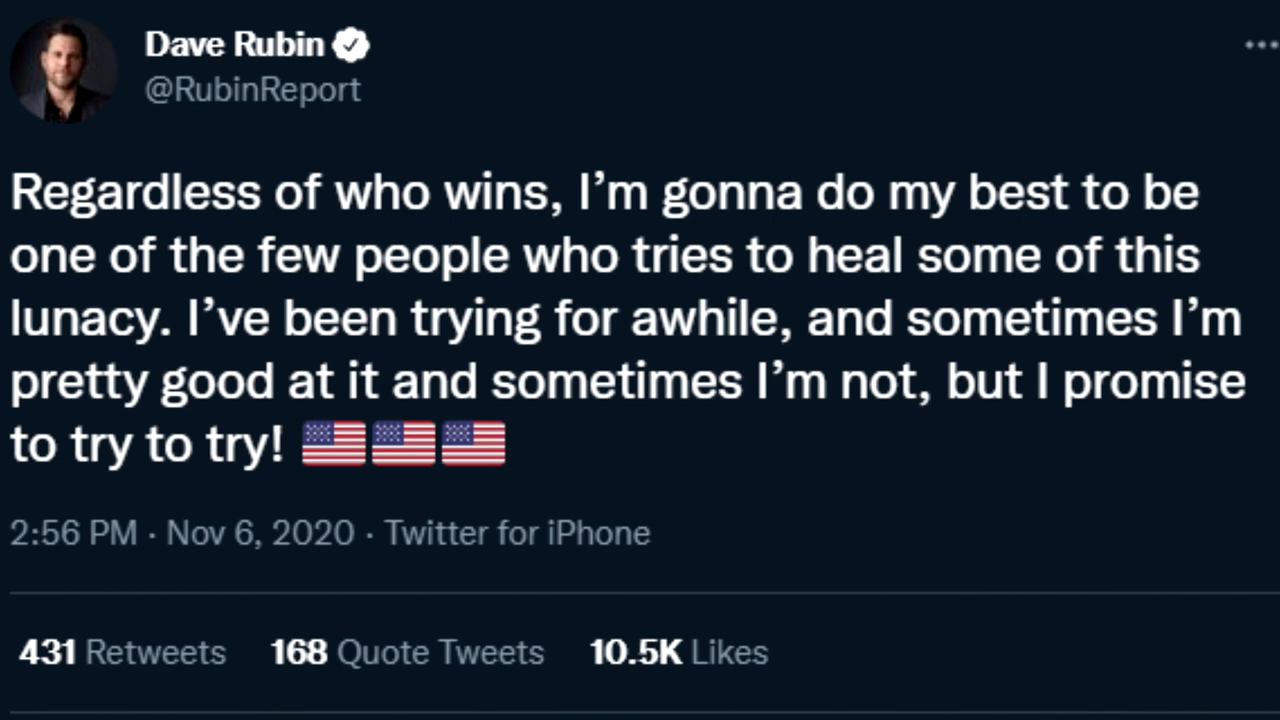 Dave Rubin
@RubinReport
Regardless of who wins, I’m gonna do my best to be
one of the few people who tries to heal some of this
lunacy. I’ve been trying for awhile, and sometimes I’m
pretty good at it and sometimes I’m not, but I promise
to try to try! 🇺🇸🇺🇸🇺🇸
2:56 PM · Nov 6, 2020 · Twitter for iPhone
431 Retweets 168 Quote Tweets 10.5K Likes